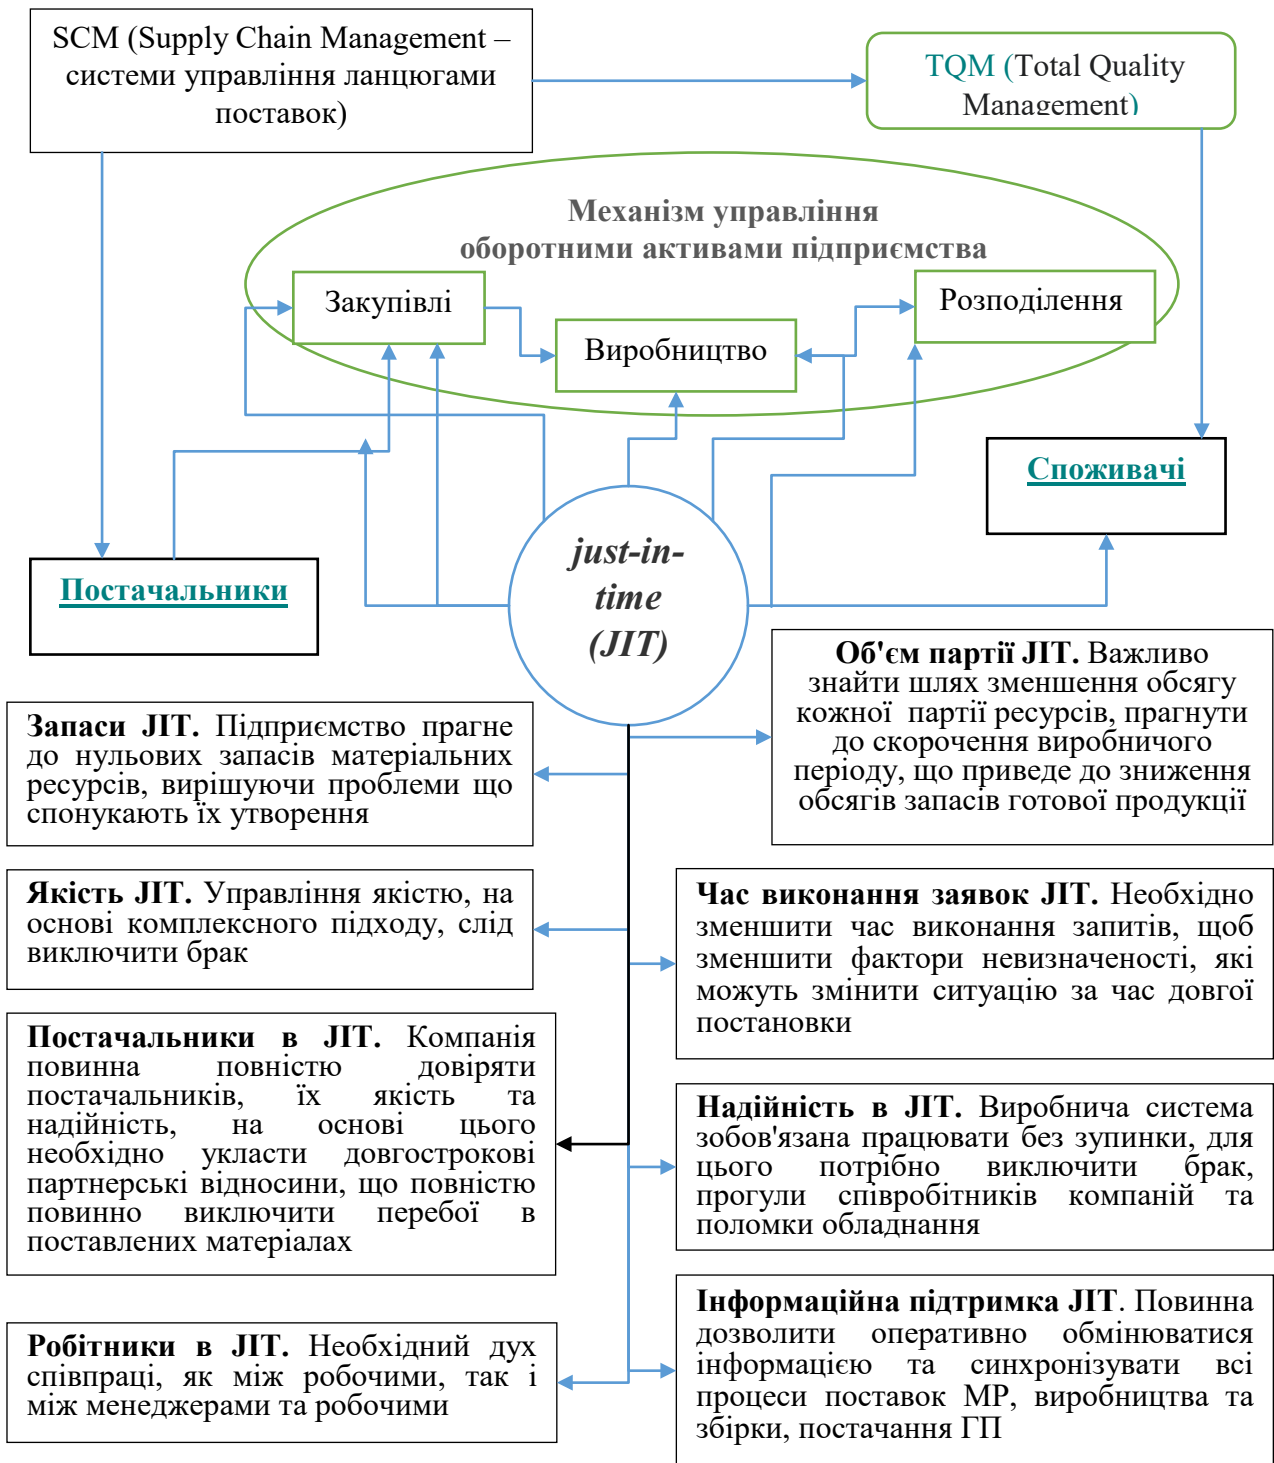 SCM (Supply Chain Management –
системи управління ланцюгами
поставок)
TQM (Total Quality
Management)
Механізм управління
оборотними активами підприємства
Закупівлі
Виробництво
Розподілення
Споживачі
Постачальники
just-in-
time
(JIT)
Об'єм партії JIT. Важливо
знайти шлях зменшення обсягу
кожної партії ресурсів, прагнути
до скорочення виробничого
періоду, що приведе до зниження
обсягів запасів готової продукції
Запаси JIT. Підприємство прагне
до нульових запасів матеріальних
ресурсів, вирішуючи проблеми що
спонукають їх утворення
Якість JIT. Управління якістю, на
основі комплексного підходу, слід
виключити брак
Час виконання заявок JIT. Необхідно
зменшити час виконання запитів, щоб
зменшити фактори невизначеності, які
можуть змінити ситуацію за час довгої
постановки
Постачальники в JIT. Компанія
повинна повністю довіряти
постачальників, їх якість та
надійність, на основі цього
необхідно укласти довгострокові
партнерські відносини, що повністю
повинно виключити перебої в
поставлених матеріалах
Надійність в JIT. Виробнича система
зобов'язана працювати без зупинки, для
цього потрібно виключити брак,
прогули співробітників компаній та
поломки обладнання
Робітники в JIT. Необхідний дух
співпраці, як між робочими, так і
між менеджерами та робочими
Інформаційна підтримка JIT. Повинна
дозволити оперативно обмінюватися
інформацією та синхронізувати всі
процеси поставок МР, виробництва та
збірки, постачання ГП